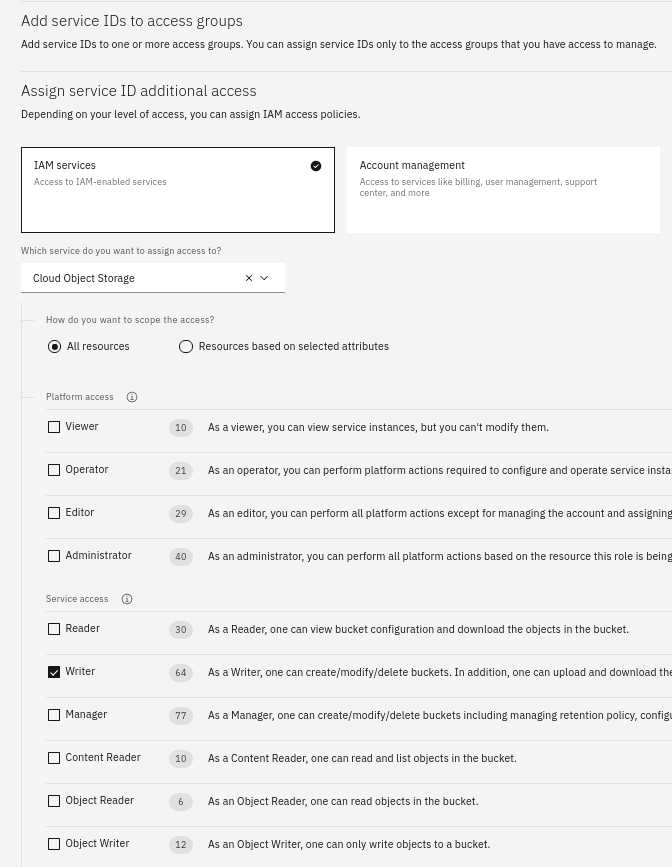 Add service IDs to access groups
Add service IDs to one or more access groups. You can assign service IDs only to the access groups that you have access to manage.
Assign service ID additional access
Depending on your level of access, you can assign IAM access policies.
IAM services
Access to IAM-enabled services
Account management
Access to services like billing, user management, support
center, and more
Which service do you want to assign access to?
Cloud Object Storage
How do you want to scope the access?
All resources
Resources based on selected attributes
Platform access
Viewer 10 As a viewer, you can view service instances, but you can't modify them.
Operator 21 As an operator, you can perform platform actions required to configure and operate service
Editor 29 As an editor, you can perform all platform actions except for managing the account and assigning
Administrator 40 As an administrator, you can perform all platform actions based on the resource this role is being
Service access
Reader 30 As a Reader, one can view bucket configuration and download the objects in the bucket.
Writer 64 As a Writer, one can create/modify/delete buckets. In addition, one can upload and download the
Manager 77 As a Manager, one can create/modify/delete buckets including managing retention policy,
Content Reader 10 As a Content Reader, one can read and list objects in the bucket.
Object Reader 6 As an Object Reader, one can read objects in the bucket.
Object Writer 12 As an Object Writer, one can only write objects to a bucket.